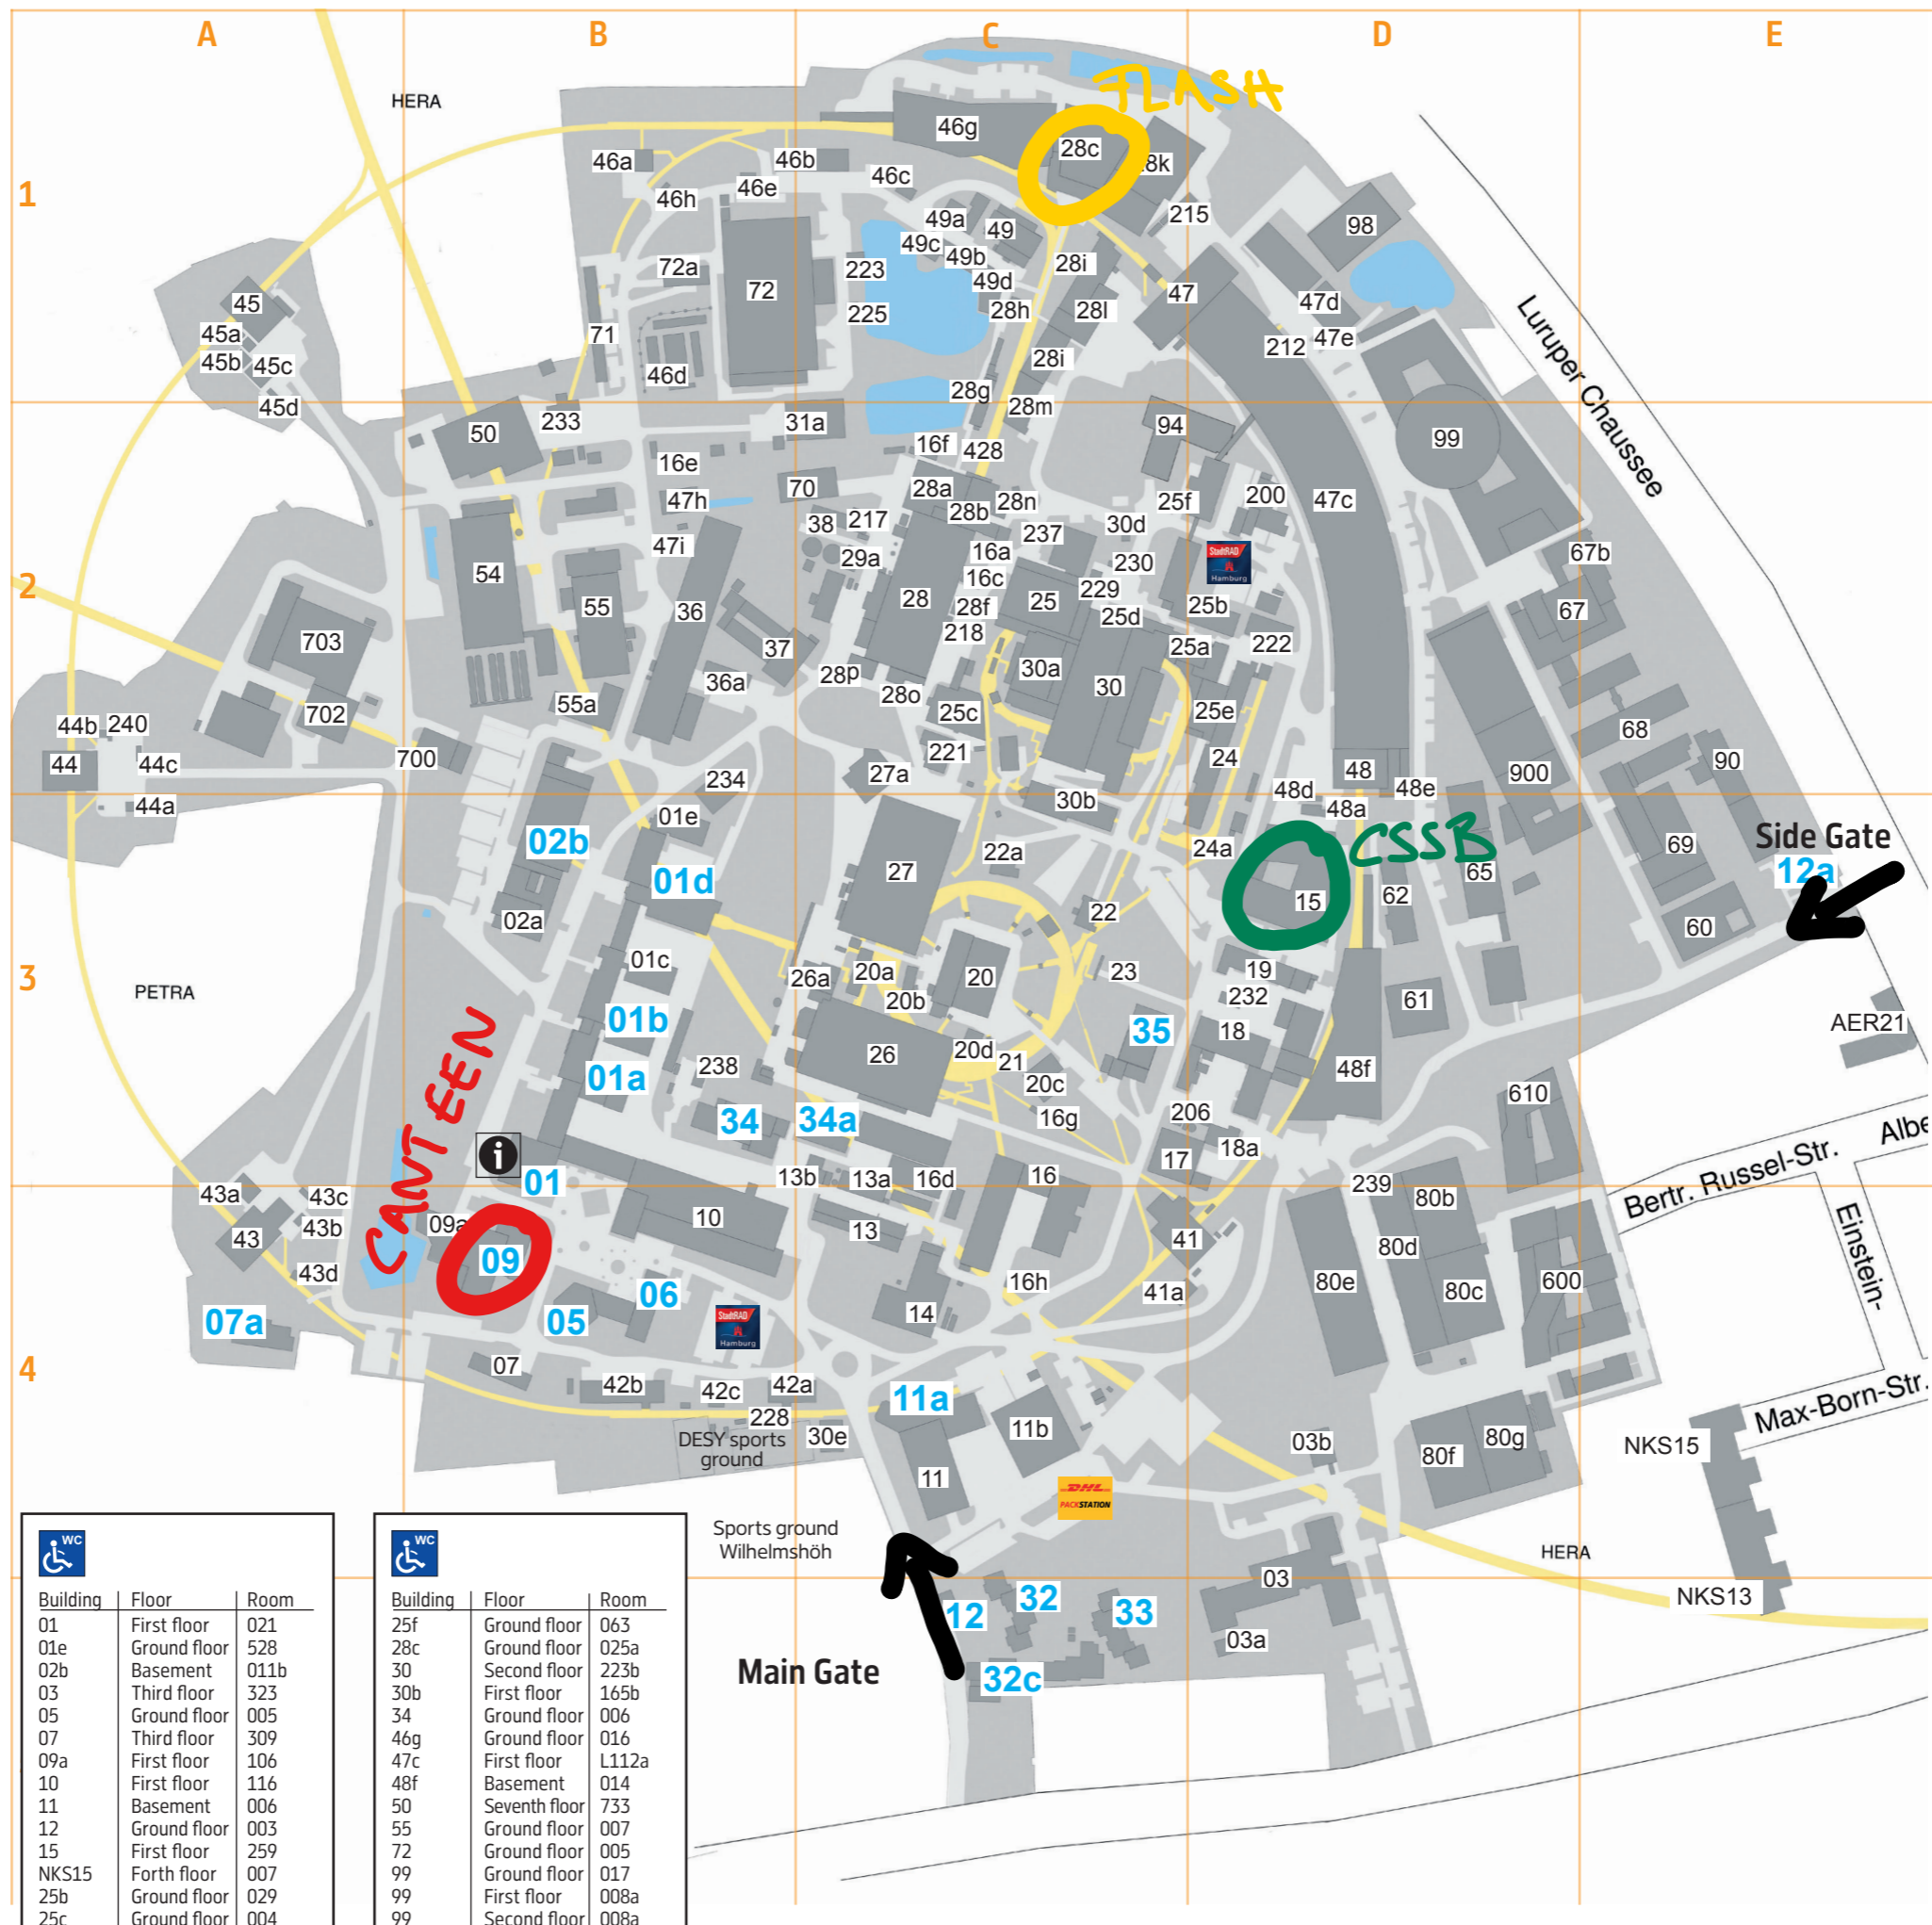 A B C D E
HERA
FLASH
46g 28c 8k
46a 46b 46c
46h 46e
49a 49 215 98
49c 49b
72a 223 28i
72 49d
45 225 28h 28l 47 47d
45a 71 212 47e
45b 45c 46d 28i
Luruper Chaussee
28g
45d 28m
1
50 233 31a 94 99
16f 428
16e
47h 70 28a 28n 25f 200 47c
38 217 28b 30d
47i 237
29a 16a 230 67b
StadtRAD
Hamburg
54 16c 229
2
55 36 28 28f 25 25d 25b 67
703 37 218 25a 222
36a 28p 30a 30
702 55a 28o 25c 25e
44b 240 68
44 44c 700 234 27a 221 24 48 900 90
44a 01e 30b 48d 48a 48e
02b 22a 24a CSSB Side Gate
01d 27 65 69 12a
02a 22 15 62 60
3
01c 26a 20a 20 23 19
PETRA 20b 232 61
01b 35 18 AER21
238 26 20d 21 48f
01a 20c 610
34 34a 16g 206
CANTEEN
i
01 13b 13a 16d 16 17 18a
Bertr. Russel-Str. Albe
43a 43c 239 80b
09a 10
43 43b 09 13 41 80d
Einstein-
43d 06 16h 41a 80e 80c 600
07a 05 14
StadtRAD
Hamburg
4
07 42b 42c 42a 11a
228 11b 03b
Max-Born-Str.
DESY sports
ground
30e 80f 80g NKS15
11
DHL
PACKSTATION
Sports ground
Wilhelmshöh
HERA
03
12 32 33 NKS13
03a
Main Gate
32c
WC
Building Floor Room
01 First floor 021
01e Ground floor 528
02b Basement 011b
03 Third floor 323
05 Ground floor 005
07 Third floor 309
09a First floor 106
10 First floor 116
11 Basement 006
12 Ground floor 003
15 First floor 259
NKS15 Forth floor 007
25b Ground floor 029
25c Ground floor 004
WC
Building Floor Room
25f Ground floor 063
28c Ground floor 025a
30 Second floor 223b
30b First floor 165b
34 Ground floor 006
46g Ground floor 016
47c First floor L112a
48f Basement 014
50 Seventh floor 733
55 Ground floor 007
72 Ground floor 005
99 Ground floor 017
99 First floor 008a
99 Second floor 008a